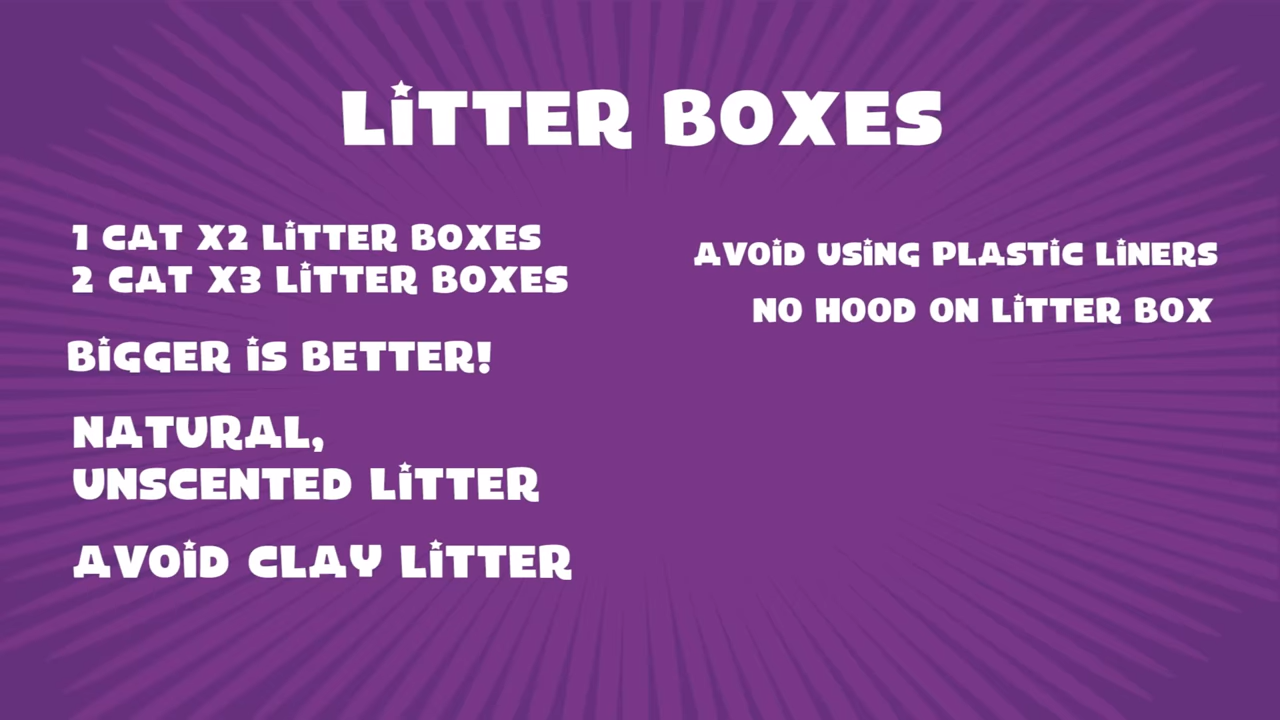 LITTER BOXES
1 CAT X2 LITTER BOXES
2 CAT X3 LITTER BOXES
BIGGER IS BETTER!
NATURAL,
UNSCENTED LITTER
AVOID CLAY LITTER
AVOID USING PLASTIC LINERS
NO HOOD ON LITTER BOX